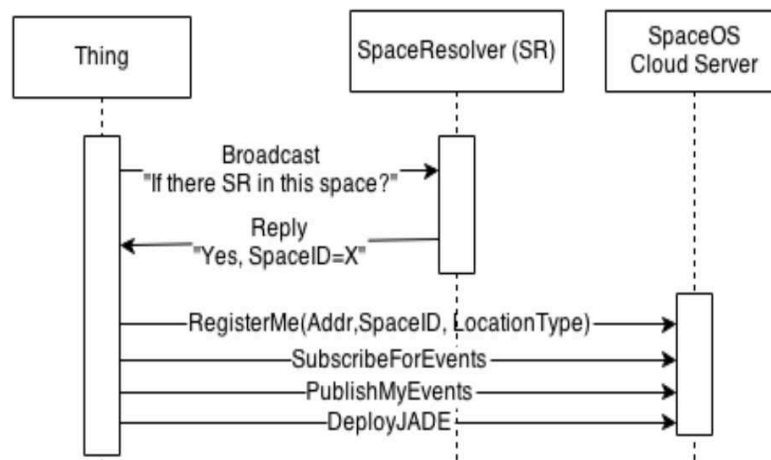 Thing
SpaceResolver (SR)
SpaceOS
Cloud Server
Broadcast
"If there SR in this space?"
Reply
"Yes, SpaceID=X"
RegisterMe(Addr,SpaceID, LocationType)
SubscribeForEvents
PublishMyEvents
DeployJADE